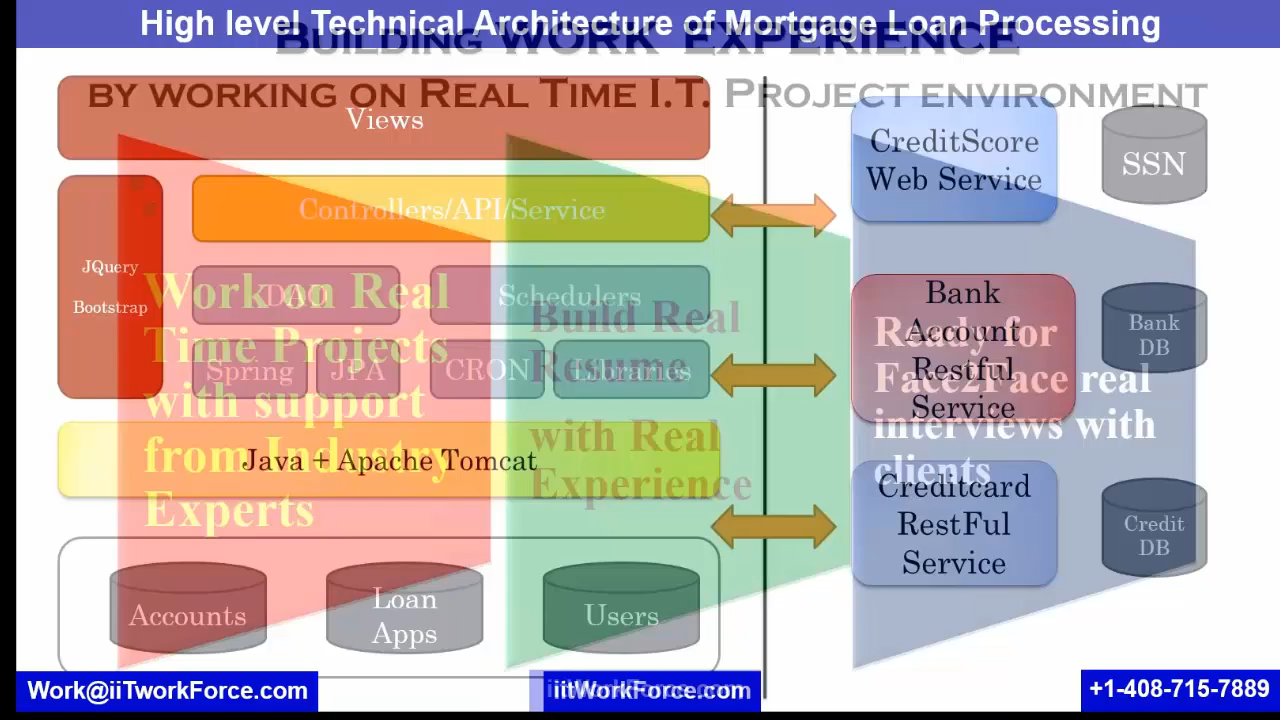 High level Technical Architecture of Mortgage Loan Processing
Building work experience
by working on Real Time I.T. Project environment
Views
Controllers/API/Service
JQuery
Bootstrap
DAO
Schedulers
Spring
JPA
CRON
Libraries
Java + Apache Tomcat
Accounts
Loan
Apps
Users
CreditScore
Web Service
SSN
Bank
Account
Restful
Service
Bank
DB
Creditcard
RestFul
Service
Credit
DB
Work on Real
Time Projects
with support
from Industry
Experts
Build Real
Resume
with Real
Experience
Ready for
Face2Face real
interviews with
clients
Work@iiTworkForce.com
iitWorkForce.com
+1-408-715-7889